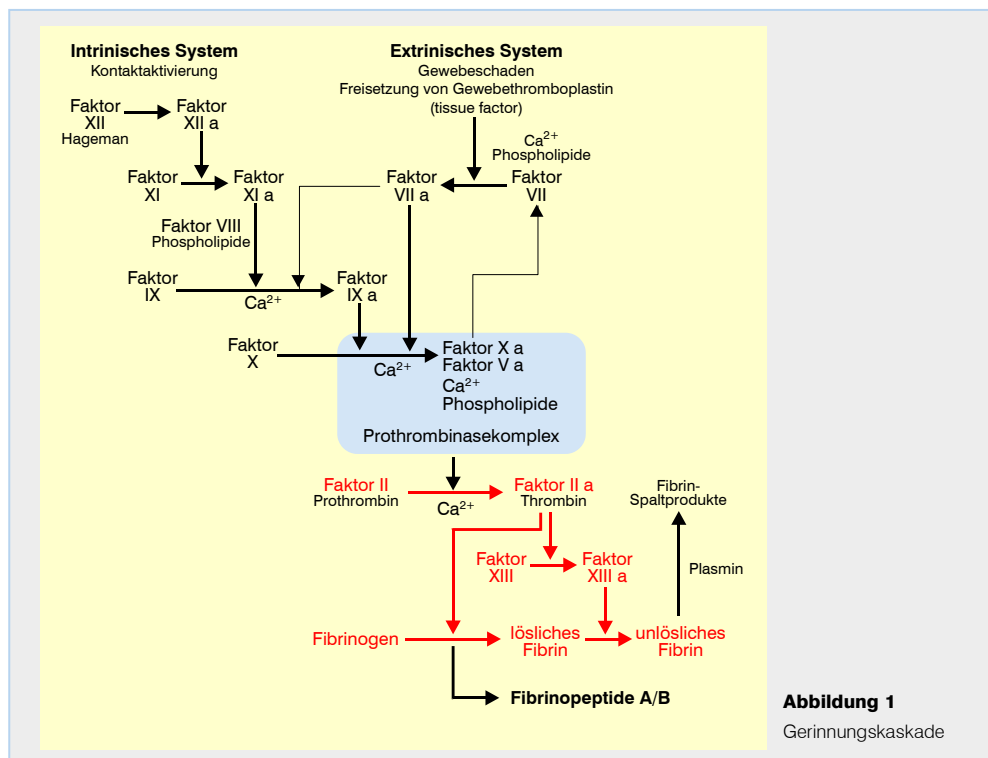 Intrinisches System
Kontaktaktivierung
Extrinisches System
Gewebeschaden
Freisetzung von Gewebethromboplastin
(tissue factor)
Faktor
XII
Hageman
Faktor
XII a
Ca²⁺
Phospholipide
Faktor
XI
Faktor
XI a
Faktor
VII a
Faktor
VII
Faktor VIII
Phospholipide
Faktor
IX
Ca²⁺
Faktor
IX a
Faktor
X
Ca²⁺
Faktor X a
Faktor V a
Ca²⁺
Phospholipide
Prothrombinasekomplex
Faktor II
Prothrombin
Ca²⁺
Faktor II a
Thrombin
Fibrin-
Spaltprodukte
Faktor
XIII
Faktor
XIII a
Plasmin
Fibrinogen
lösliches
Fibrin
unlösliches
Fibrin
Fibrinopeptide A/B
Abbildung 1
Gerinnungskaskade